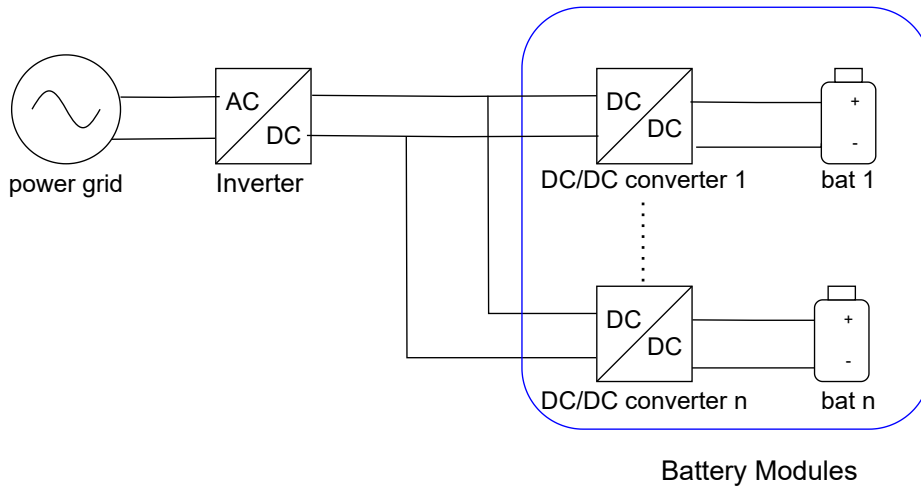 AC
DC
power grid
Inverter
DC
DC
DC/DC converter 1
+
-
bat 1
DC
DC
DC/DC converter n
+
-
bat n
Battery Modules